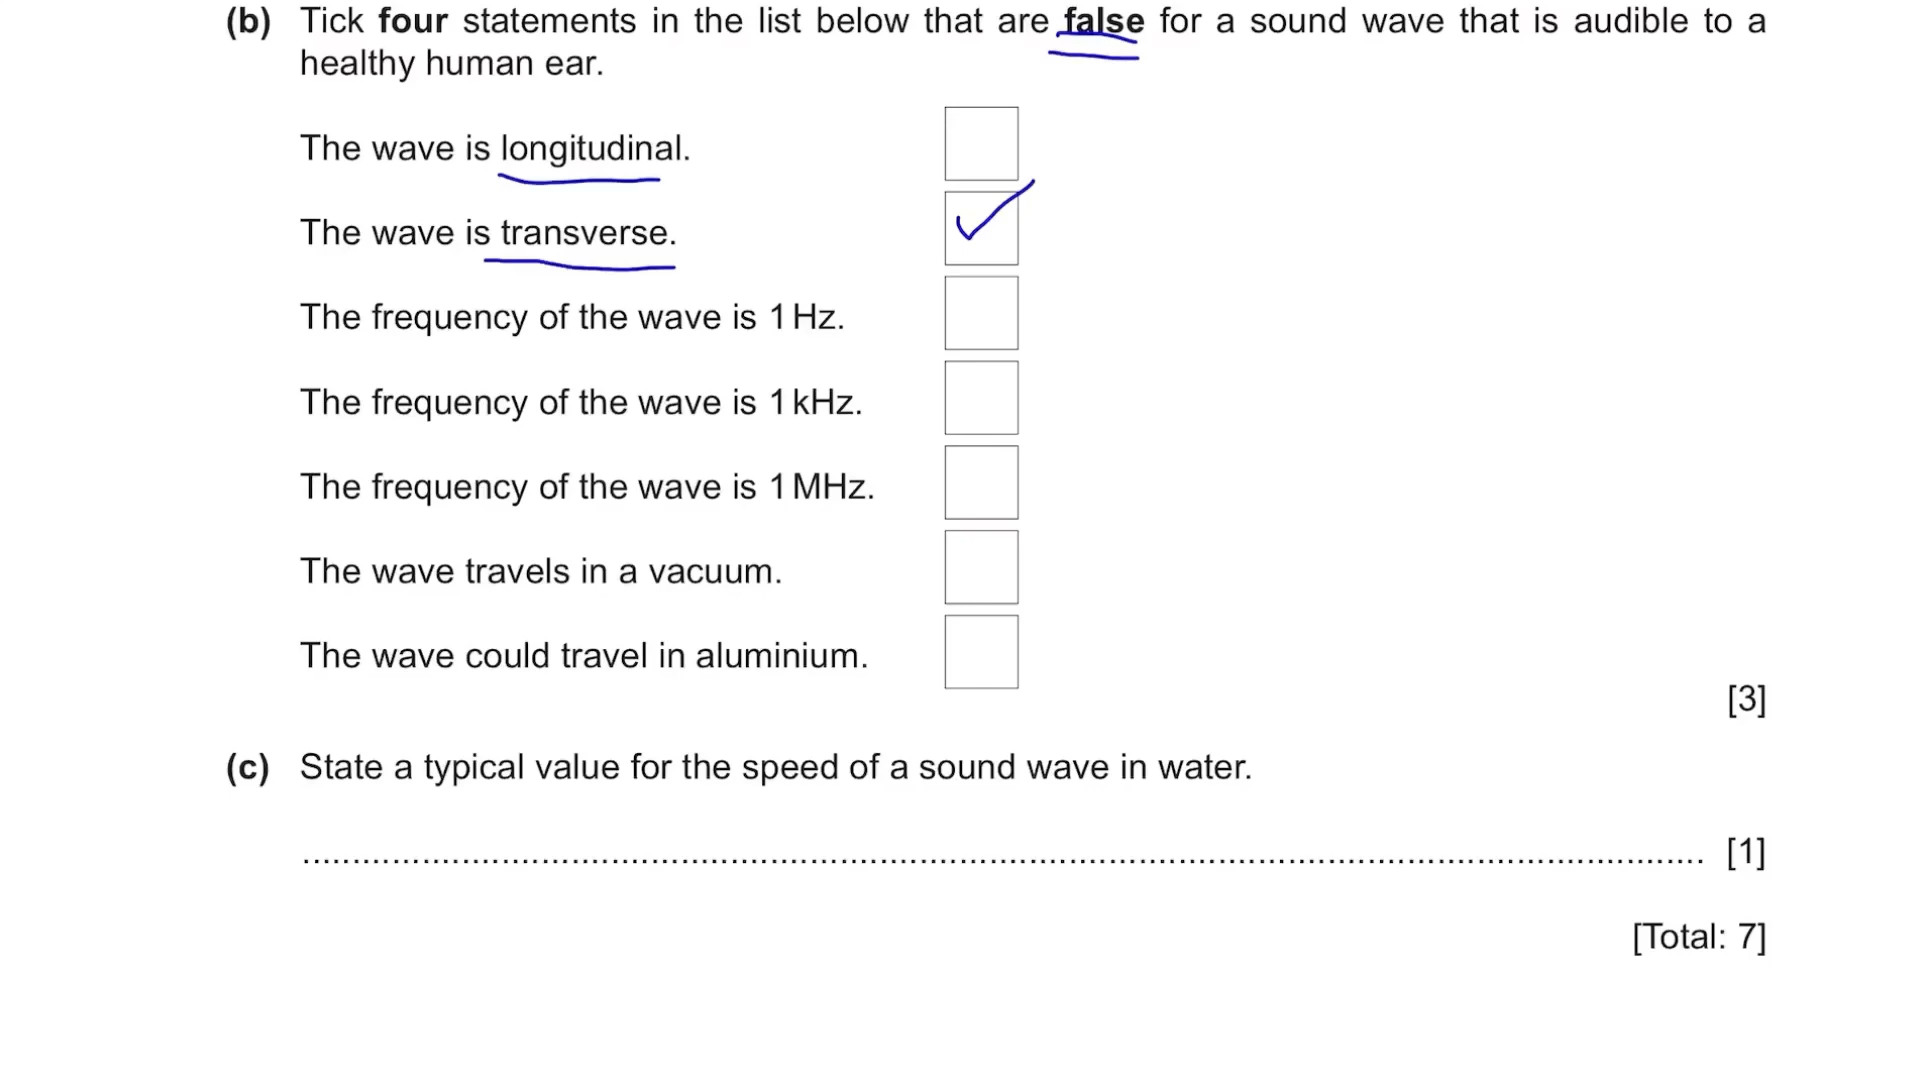 (b) Tick four statements in the list below that are false for a sound wave that is audible to a
healthy human ear.
The wave is longitudinal.
The wave is transverse.
The frequency of the wave is 1 Hz.
The frequency of the wave is 1 kHz.
The frequency of the wave is 1 MHz.
The wave travels in a vacuum.
The wave could travel in aluminium.
[3]
(c) State a typical value for the speed of a sound wave in water.
.......................................................................................................................................... [1]
[Total: 7]